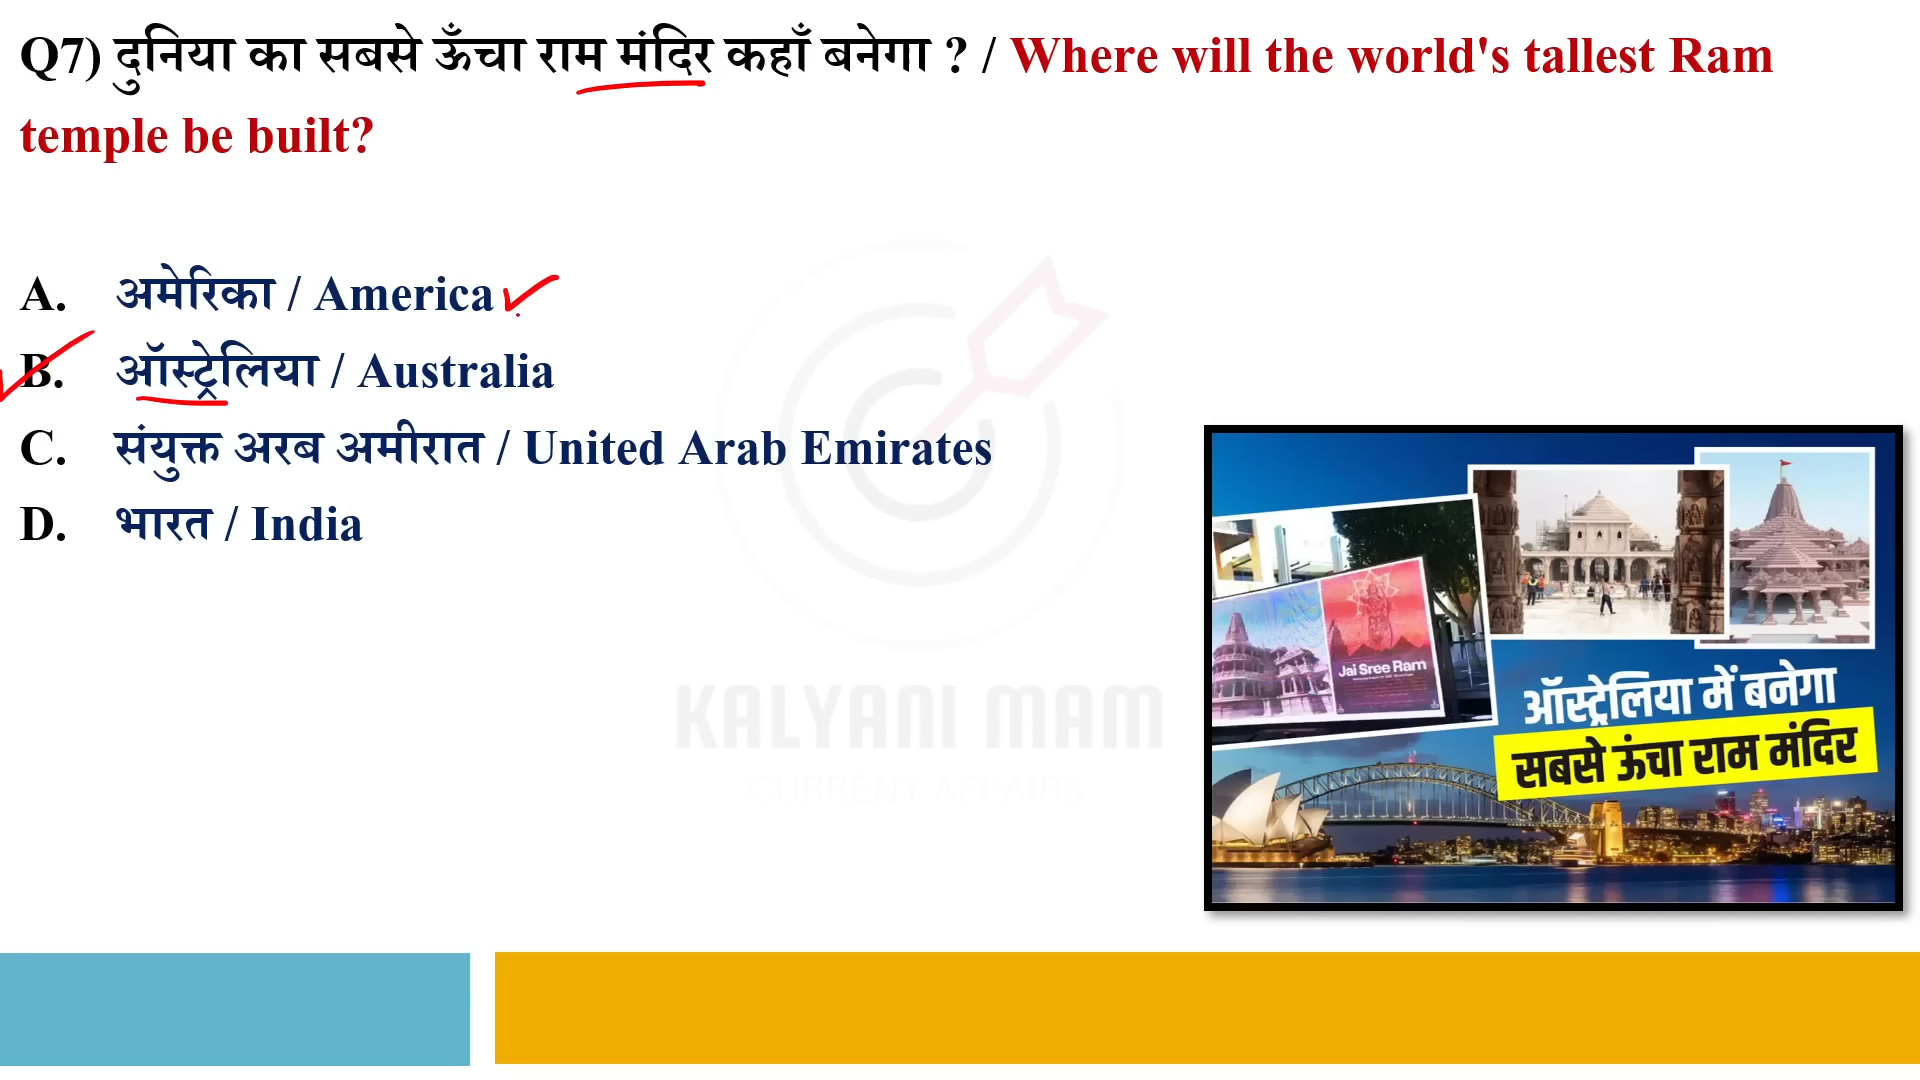 Q7) दुनिया का सबसे ऊँचा राम मंदिर कहाँ बनेगा ? / Where will the world's tallest Ram
temple be built?
A. अमेरिका / America
B. ऑस्ट्रेलिया / Australia
C. संयुक्त अरब अमीरात / United Arab Emirates
D. भारत / India
KALYANI MAM
CURRENT AFFAIRS
Jai Sree Ram
ऑस्ट्रेलिया में बनेगा
सबसे ऊंचा राम मंदिर